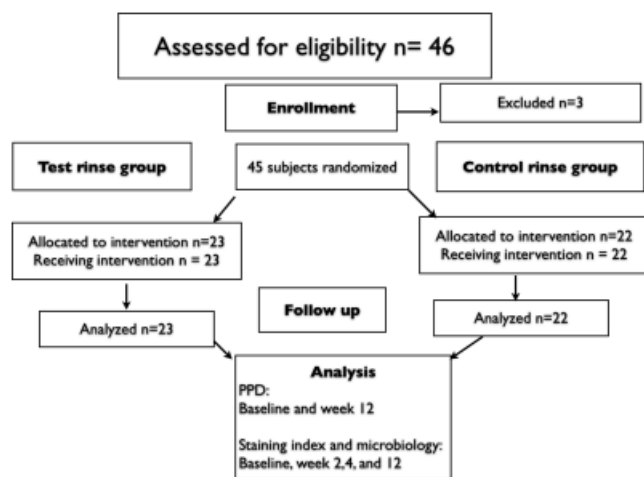 Assessed for eligibility n= 46
Enrollment
Excluded n=3
Test rinse group
45 subjects randomized
Control rinse group
Allocated to intervention n=23
Receiving intervention n = 23
Allocated to intervention n=22
Receiving intervention n = 22
Follow up
Analyzed n=23
Analyzed n=22
Analysis
PPD:
Baseline and week 12
Staining index and microbiology:
Baseline, week 2,4, and 12